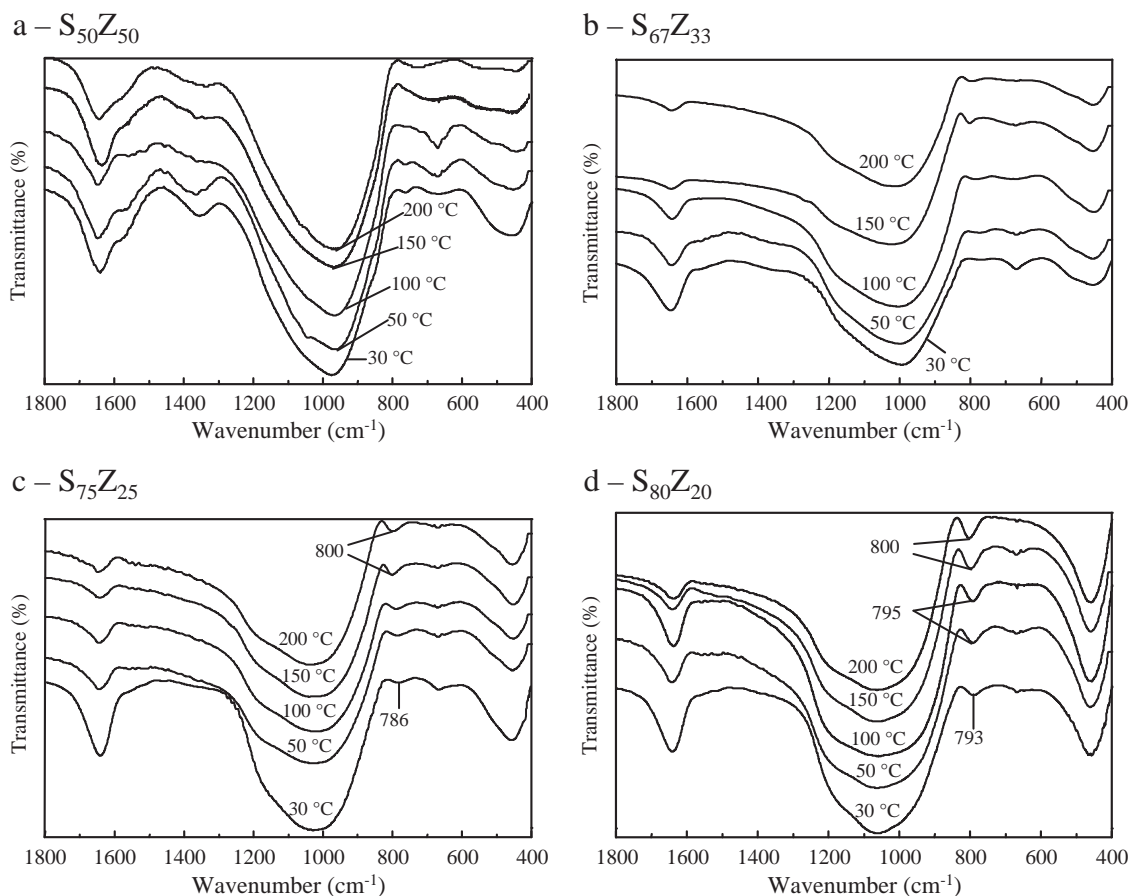 a – S₅₀Z₅₀
Transmittance (%)
200 °C
150 °C
100 °C
50 °C
30 °C
1800 1600 1400 1200 1000 800 600 400
Wavenumber (cm⁻¹)
b – S₆₇Z₃₃
Transmittance (%)
200 °C
150 °C
100 °C
50 °C
30 °C
1800 1600 1400 1200 1000 800 600 400
Wavenumber (cm⁻¹)
c – S₇₅Z₂₅
Transmittance (%)
800
200 °C
150 °C
100 °C
50 °C
786
30 °C
1800 1600 1400 1200 1000 800 600 400
Wavenumber (cm⁻¹)
d – S₈₀Z₂₀
Transmittance (%)
800
795
200 °C
150 °C
100 °C
793
50 °C
30 °C
1800 1600 1400 1200 1000 800 600 400
Wavenumber (cm⁻¹)